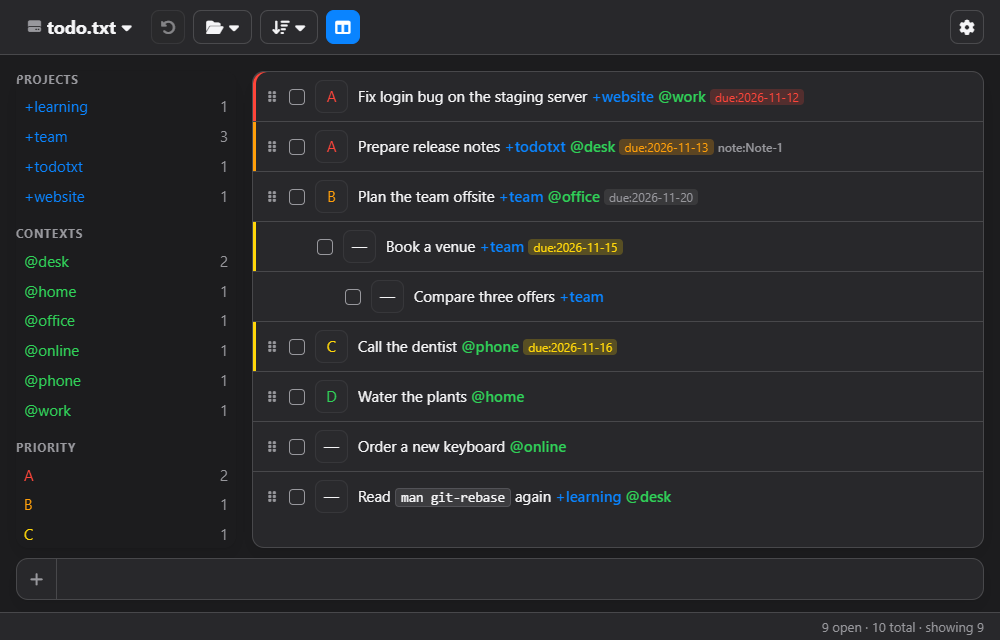 todo.txt
PROJECTS
+learning 1
+team 3
+todotxt 1
+website 1
CONTEXTS
@desk 2
@home 1
@office 1
@online 1
@phone 1
@work 1
PRIORITY
A 2
B 1
C 1
A Fix login bug on the staging server +website @work due:2026-11-12
A Prepare release notes +todotxt @desk due:2026-11-13 note:Note-1
B Plan the team offsite +team @office due:2026-11-20
— Book a venue +team due:2026-11-15
— Compare three offers +team
C Call the dentist @phone due:2026-11-16
D Water the plants @home
— Order a new keyboard @online
— Read man git-rebase again +learning @desk
+
9 open · 10 total · showing 9